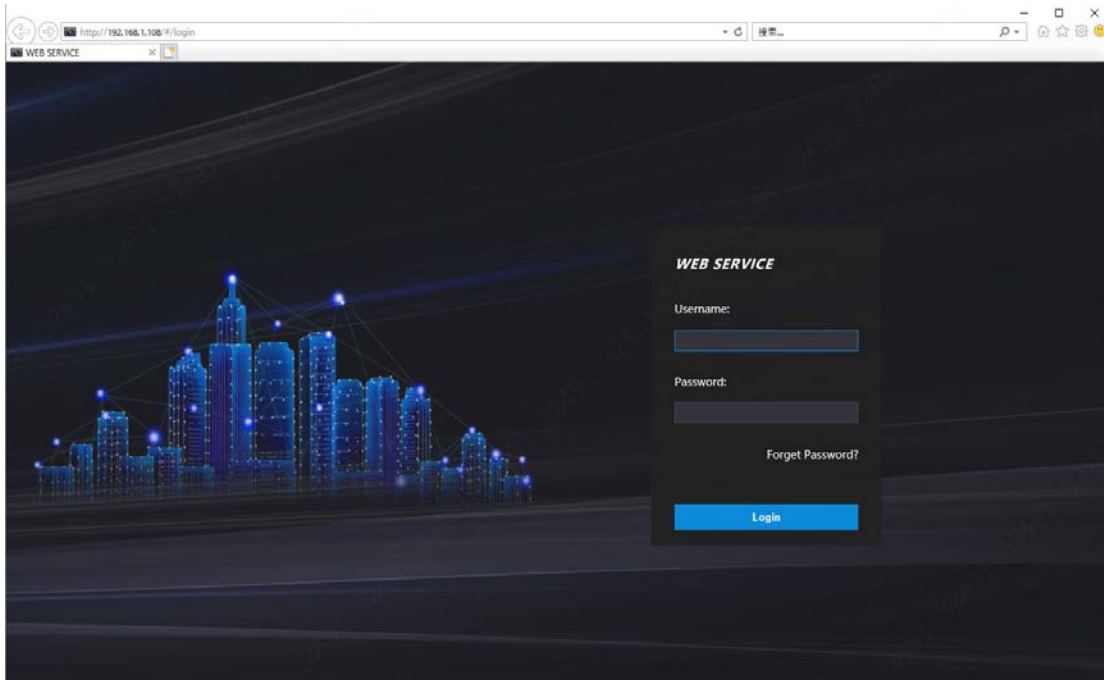 http://192.168.1.108/#/login
搜索...
WEB SERVICE
WEB SERVICE
Username:
Password:
Forget Password?
Login